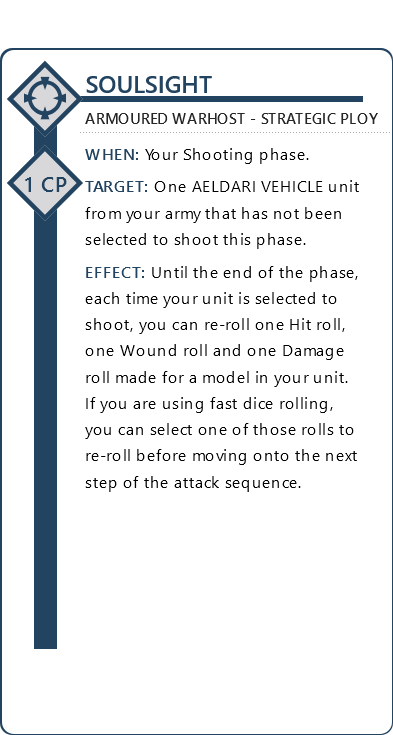 SOULSIGHT
ARMOURED WARHOST - STRATEGIC PLOY
1 CP
WHEN: Your Shooting phase.
TARGET: One AELDARI VEHICLE unit
from your army that has not been
selected to shoot this phase.
EFFECT: Until the end of the phase,
each time your unit is selected to
shoot, you can re-roll one Hit roll,
one Wound roll and one Damage
roll made for a model in your unit.
If you are using fast dice rolling,
you can select one of those rolls to
re-roll before moving onto the next
step of the attack sequence.